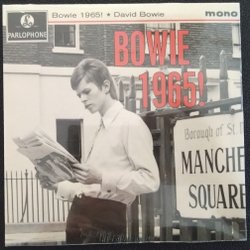 PARLOPHONE
Bowie 1965! • David Bowie
mono
BOWIE
1965!
Borough of St
MANCHE
SQUARE